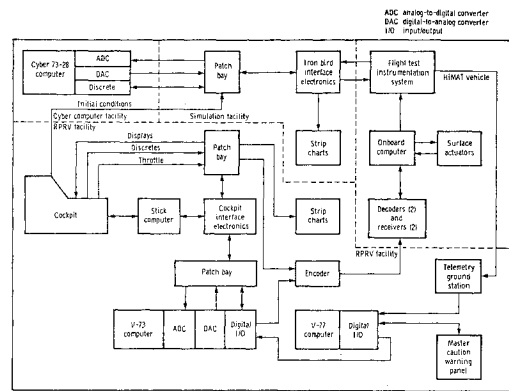 ADC analog-to-digital converter
DAC digital-to-analog converter
I/O input/output
Cyber 73-28
computer
ADC
DAC
Discrete
Patch
bay
Iron bird
interface
electronics
Flight test
instrumentation
system
HiMAT vehicle
Initial conditions
Cyber computer facility
Simulation facility
RPRV facility
Displays
Discretes
Throttle
Patch
bay
Strip
charts
Onboard
computer
Surface
actuators
Cockpit
Stick
computer
Cockpit
interface
electronics
Strip
charts
Decoders (2)
and
receivers (2)
RPRV facility
Patch bay
Encoder
Telemetry
ground
station
V-73
computer
ADC
DAC
Digital
I/O
V-77
computer
Digital
I/O
Master
caution
warning
panel